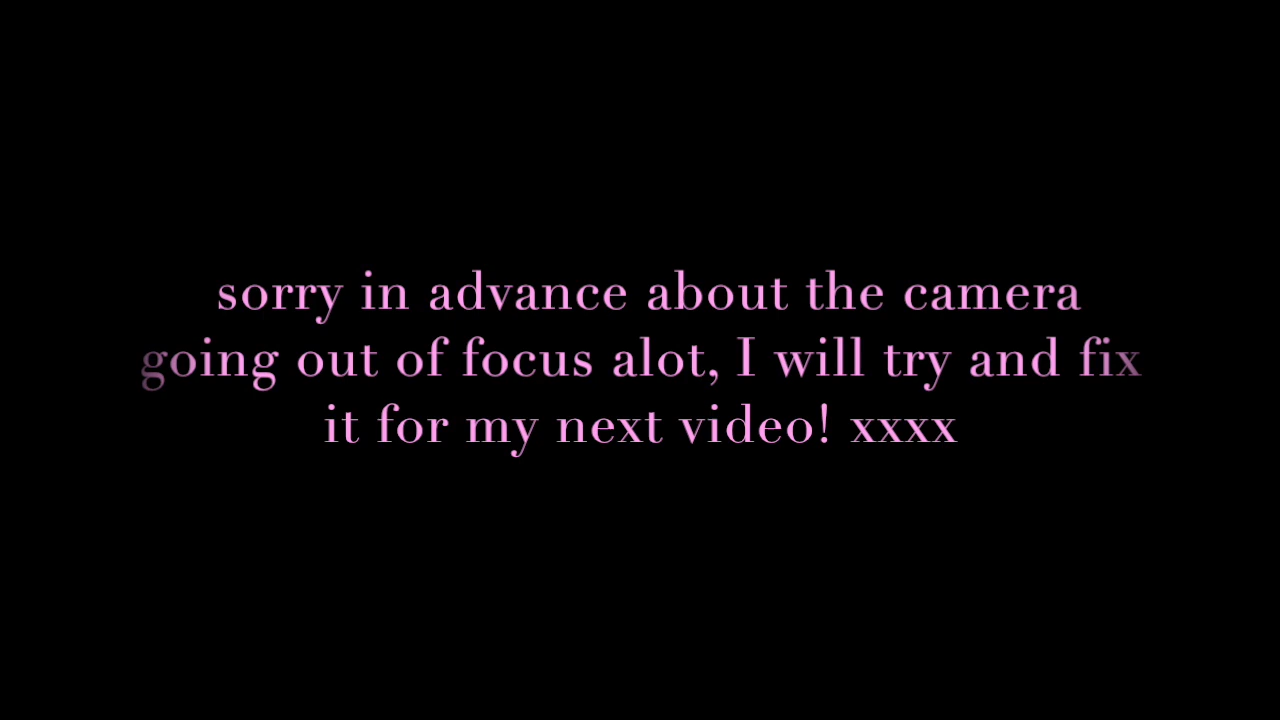 sorry in advance about the camera
going out of focus alot, I will try and fix
it for my next video! xxxx